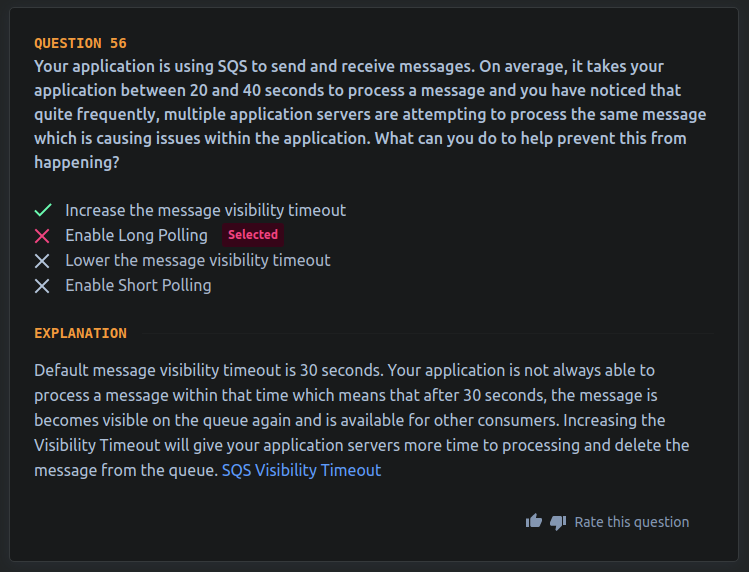 QUESTION 56
Your application is using SQS to send and receive messages. On average, it takes your
application between 20 and 40 seconds to process a message and you have noticed that
quite frequently, multiple application servers are attempting to process the same message
which is causing issues within the application. What can you do to help prevent this from
happening?
Increase the message visibility timeout
Enable Long Polling Selected
Lower the message visibility timeout
Enable Short Polling
EXPLANATION
Default message visibility timeout is 30 seconds. Your application is not always able to
process a message within that time which means that after 30 seconds, the message is
becomes visible on the queue again and is available for other consumers. Increasing the
Visibility Timeout will give your application servers more time to processing and delete the
message from the queue. SQS Visibility Timeout
Rate this question